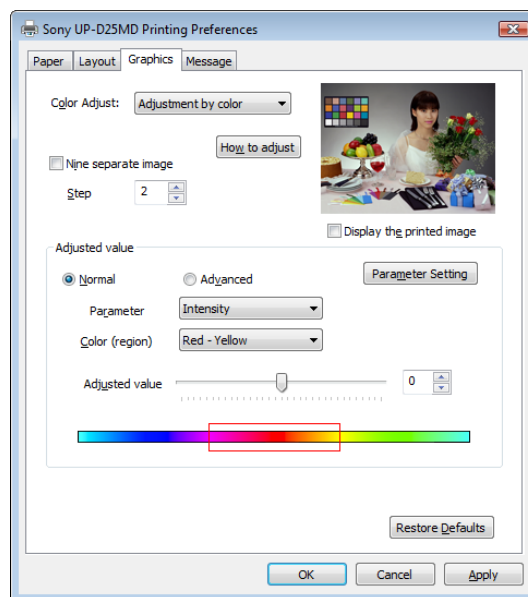 Sony UP-D25MD Printing Preferences
Paper Layout Graphics Message
Color Adjust: Adjustment by color
How to adjust
Nine separate image
Step 2
Display the printed image
Adjusted value
Normal Advanced Parameter Setting
Parameter Intensity
Color (region) Red - Yellow
Adjusted value 0
Restore Defaults
OK Cancel Apply